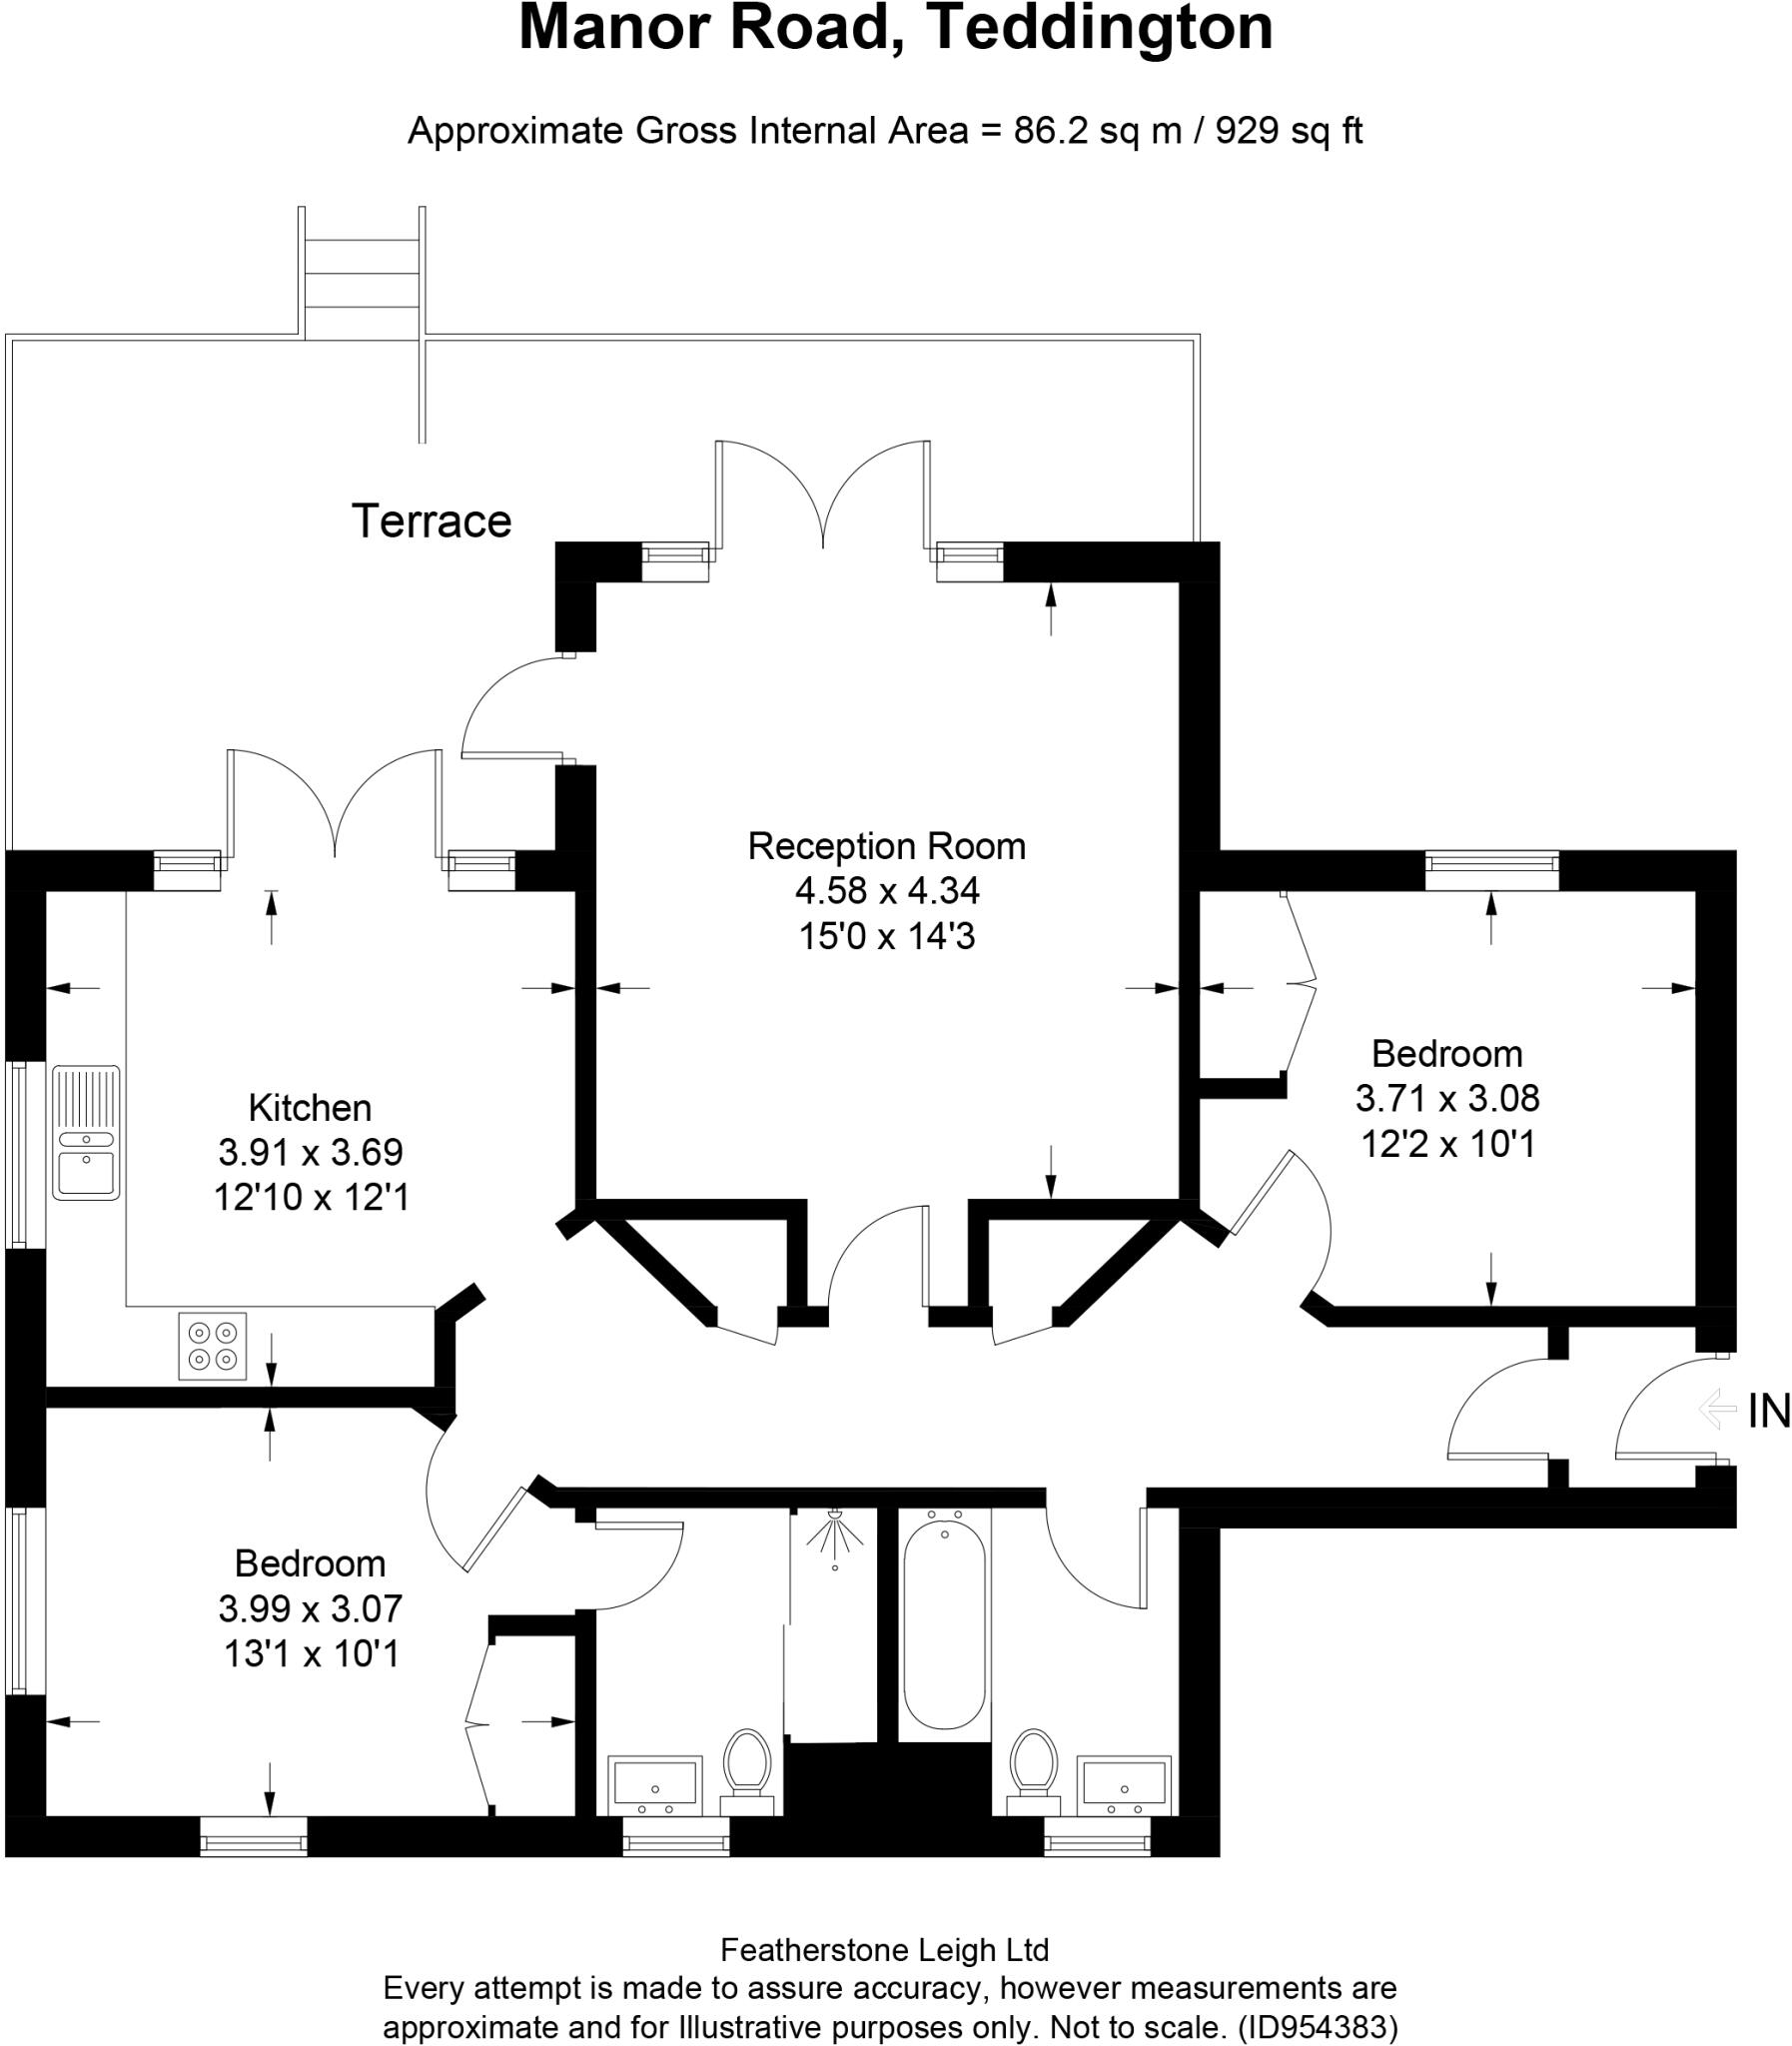 Manor Road, Teddington
Approximate Gross Internal Area = 86.2 sq m / 929 sq ft
Terrace
Reception Room
4.58 x 4.34
15'0 x 14'3
Bedroom
3.71 x 3.08
12'2 x 10'1
Kitchen
3.91 x 3.69
12'10 x 12'1
IN
Bedroom
3.99 x 3.07
13'1 x 10'1
Featherstone Leigh Ltd
Every attempt is made to assure accuracy, however measurements are
approximate and for Illustrative purposes only. Not to scale. (ID954383)